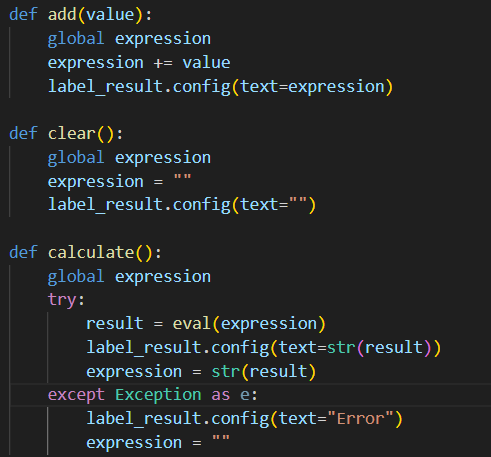 def add(value):
    global expression
    expression += value
    label_result.config(text=expression)

def clear():
    global expression
    expression = ""
    label_result.config(text="")

def calculate():
    global expression
    try:
        result = eval(expression)
        label_result.config(text=str(result))
        expression = str(result)
    except Exception as e:
        label_result.config(text="Error")
        expression = ""